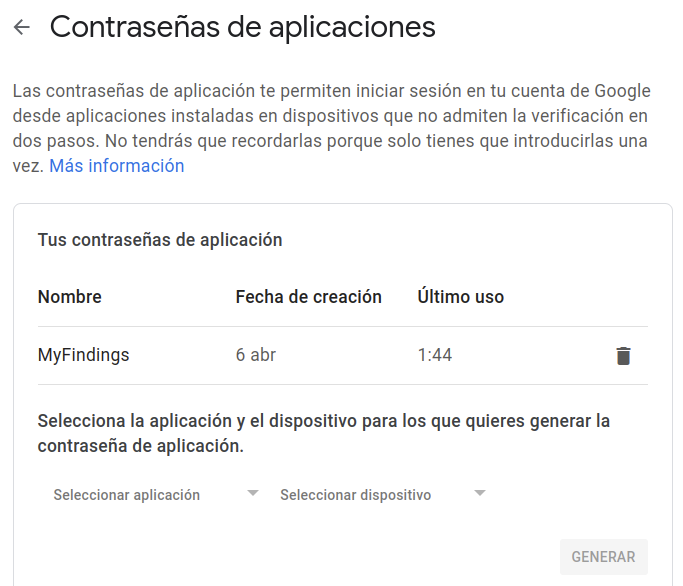 Contraseñas de aplicaciones
Las contraseñas de aplicación te permiten iniciar sesión en tu cuenta de Google
desde aplicaciones instaladas en dispositivos que no admiten la verificación en
dos pasos. No tendrás que recordarlas porque solo tienes que introducirlas una
vez. Más información
Tus contraseñas de aplicación
Nombre Fecha de creación Último uso
MyFindings 6 abr 1:44
Selecciona la aplicación y el dispositivo para los que quieres generar la
contraseña de aplicación.
Seleccionar aplicación Seleccionar dispositivo
GENERAR